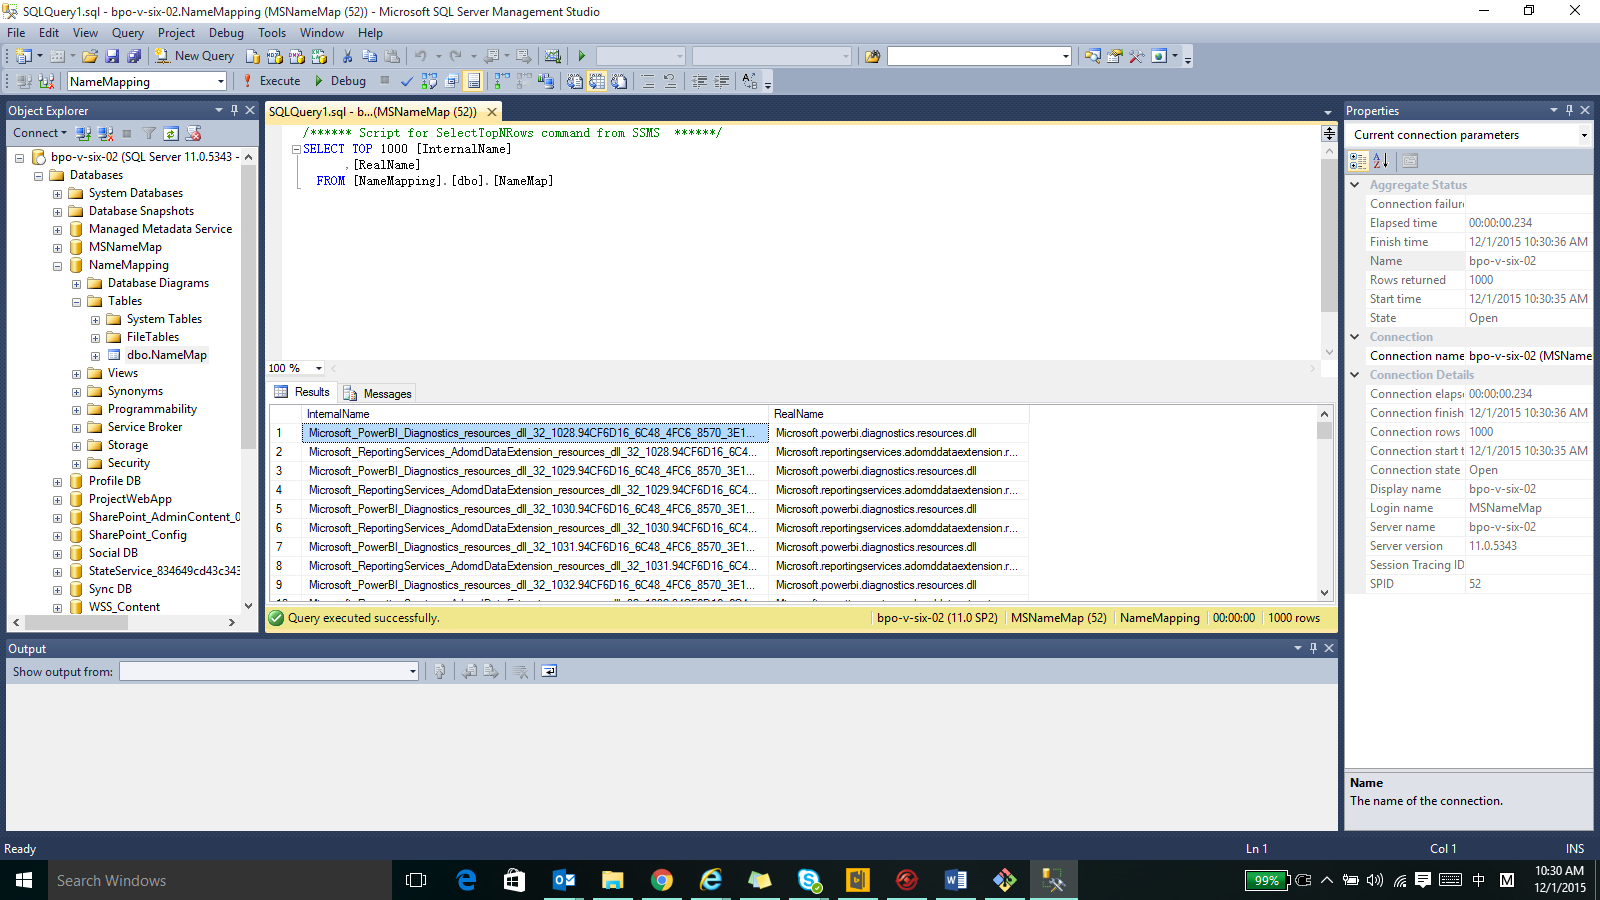 SQLQuery1.sql - bpo-v-six-02.NameMapping (MSNameMap (52)) - Microsoft SQL Server Management Studio
File Edit View Query Project Debug Tools Window Help
New Query
NameMapping Execute Debug
Object Explorer
Connect
bpo-v-six-02 (SQL Server 11.0.5343 -
Databases
System Databases
Database Snapshots
Managed Metadata Service
MSNameMap
NameMapping
Database Diagrams
Tables
System Tables
FileTables
dbo.NameMap
Views
Synonyms
Programmability
Service Broker
Storage
Security
Profile DB
ProjectWebApp
SharePoint_AdminContent_0
SharePoint_Config
Social DB
StateService_834649cd43c343
Sync DB
WSS_Content
SQLQuery1.sql - b...(MSNameMap (52))
/****** Script for SelectTopNRows command from SSMS ******/
SELECT TOP 1000 [InternalName]
,[RealName]
FROM [NameMapping].[dbo].[NameMap]
100 %
Results Messages
InternalName RealName
1 Microsoft_PowerBI_Diagnostics_resources_dll_32_1028.94CF6D16_6C48_4FC6_8570_3E1... Microsoft.powerbi.diagnostics.resources.dll
2 Microsoft_ReportingServices_AdomdDataExtension_resources_dll_32_1028.94CF6D16_6C4... Microsoft.reportingservices.adomddataextension.r...
3 Microsoft_PowerBI_Diagnostics_resources_dll_32_1029.94CF6D16_6C48_4FC6_8570_3E1... Microsoft.powerbi.diagnostics.resources.dll
4 Microsoft_ReportingServices_AdomdDataExtension_resources_dll_32_1029.94CF6D16_6C4... Microsoft.reportingservices.adomddataextension.r...
5 Microsoft_PowerBI_Diagnostics_resources_dll_32_1030.94CF6D16_6C48_4FC6_8570_3E1... Microsoft.powerbi.diagnostics.resources.dll
6 Microsoft_ReportingServices_AdomdDataExtension_resources_dll_32_1030.94CF6D16_6C4... Microsoft.reportingservices.adomddataextension.r...
7 Microsoft_PowerBI_Diagnostics_resources_dll_32_1031.94CF6D16_6C48_4FC6_8570_3E1... Microsoft.powerbi.diagnostics.resources.dll
8 Microsoft_ReportingServices_AdomdDataExtension_resources_dll_32_1031.94CF6D16_6C4... Microsoft.reportingservices.adomddataextension.r...
9 Microsoft_PowerBI_Diagnostics_resources_dll_32_1032.94CF6D16_6C48_4FC6_8570_3E1... Microsoft.powerbi.diagnostics.resources.dll
Query executed successfully. bpo-v-six-02 (11.0 SP2) MSNameMap (52) NameMapping 00:00:00 1000 rows
Properties
Current connection parameters
Aggregate Status
Connection failure
Elapsed time 00:00:00.234
Finish time 12/1/2015 10:30:36 AM
Name bpo-v-six-02
Rows returned 1000
Start time 12/1/2015 10:30:35 AM
State Open
Connection
Connection name bpo-v-six-02 (MSName
Connection Details
Connection elaps 00:00:00.234
Connection finish 12/1/2015 10:30:36 AM
Connection rows 1000
Connection start t 12/1/2015 10:30:35 AM
Connection state Open
Display name bpo-v-six-02
Login name MSNameMap
Server name bpo-v-six-02
Server version 11.0.5343
Session Tracing ID
SPID 52
Name
The name of the connection.
Output
Show output from:
Ready Ln 1 Col 1 INS
Search Windows
99%
中 M
10:30 AM
12/1/2015